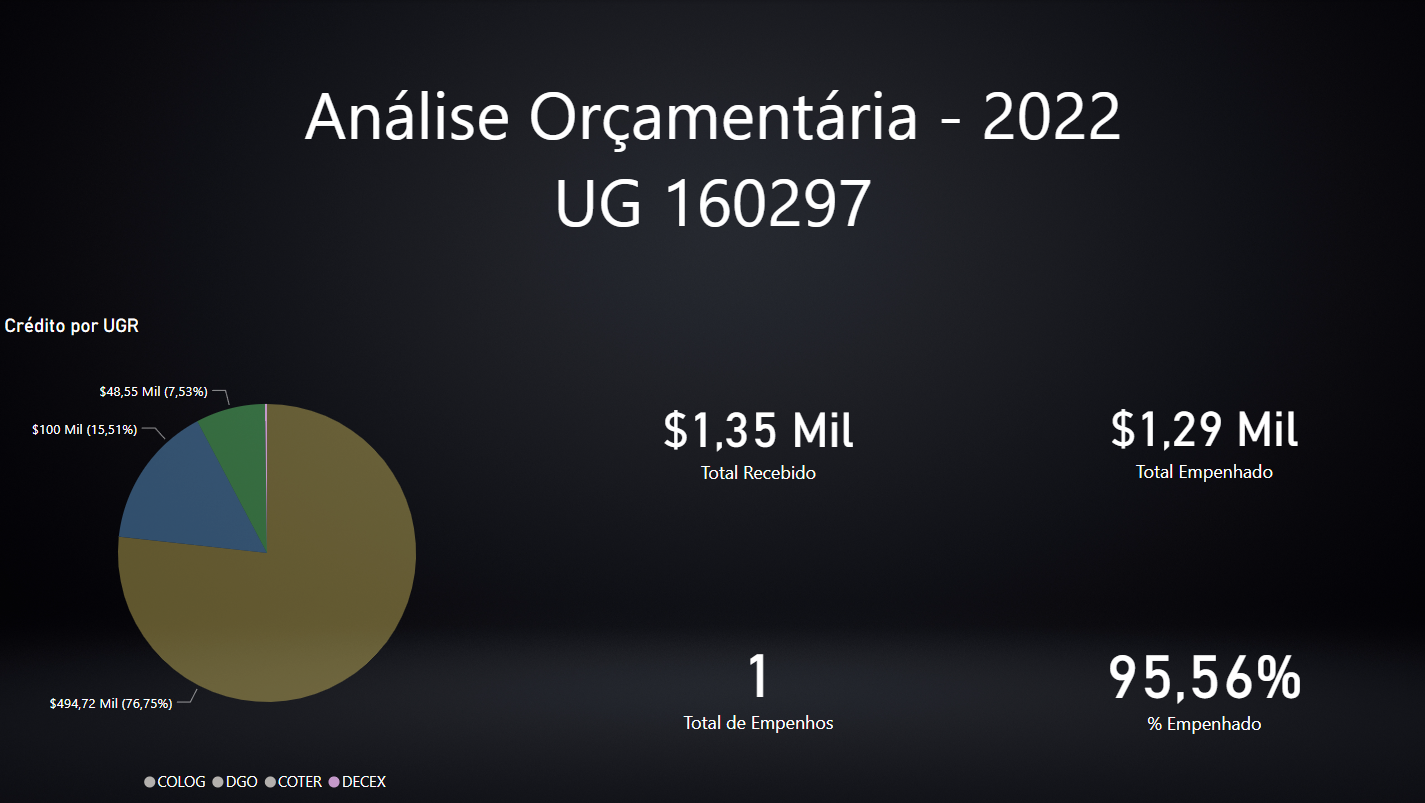 Análise Orçamentária - 2022
UG 160297
Crédito por UGR
$48,55 Mil (7,53%)
$100 Mil (15,51%)
$494,72 Mil (76,75%)
COLOG DGO COTER DECEX
$1,35 Mil
Total Recebido
$1,29 Mil
Total Empenhado
1
Total de Empenhos
95,56%
% Empenhado